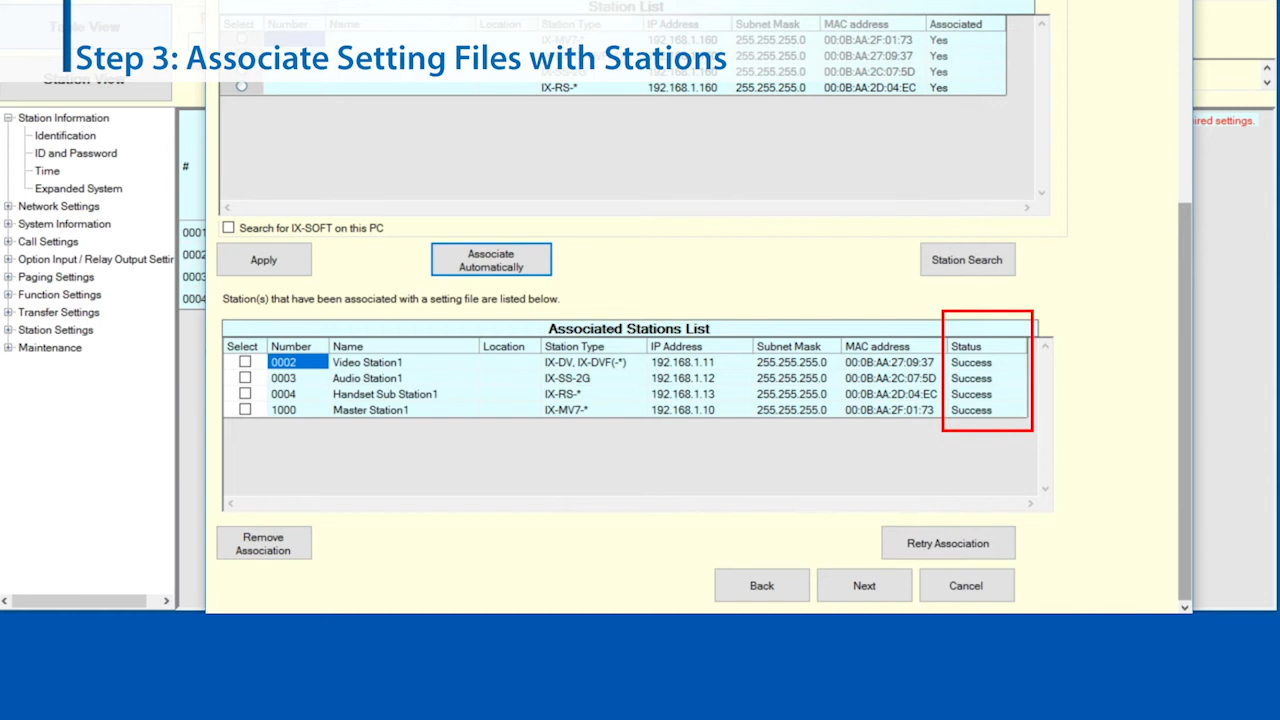 Station List
Table View
Select Number Name Location Station Type IP Address Subnet Mask MAC address Associated
IX-MV7-* 192.168.1.160 255.255.255.0 00:0B:AA:2F:01:73 Yes
Step 3: Associate Setting Files with Stations
192.168.1.160 255.255.255.0 00:0B:AA:27:09:37 Yes
192.168.1.160 255.255.255.0 00:0B:AA:2C:07:5D Yes
Station View
IX-RS-* 192.168.1.160 255.255.255.0 00:0B:AA:2D:04:EC Yes
Station Information
ired settings.
Identification
ID and Password
#
Time
Expanded System
Network Settings
System Information
Search for IX-SOFT on this PC
0001
Call Settings
0002
Option Input / Relay Output Settir
Apply
Associate
Automatically
Station Search
Paging Settings
0003
Function Settings
0004
Station(s) that have been associated with a setting file are listed below.
Transfer Settings
Station Settings
Maintenance
Associated Stations List
Select Number Name Location Station Type IP Address Subnet Mask MAC address Status
0002 Video Station1 IX-DV, IX-DVF(-*) 192.168.1.11 255.255.255.0 00:0B:AA:27:09:37 Success
0003 Audio Station1 IX-SS-2G 192.168.1.12 255.255.255.0 00:0B:AA:2C:07:5D Success
0004 Handset Sub Station1 IX-RS-* 192.168.1.13 255.255.255.0 00:0B:AA:2D:04:EC Success
1000 Master Station1 IX-MV7-* 192.168.1.10 255.255.255.0 00:0B:AA:2F:01:73 Success
Remove
Association
Retry Association
Back
Next
Cancel